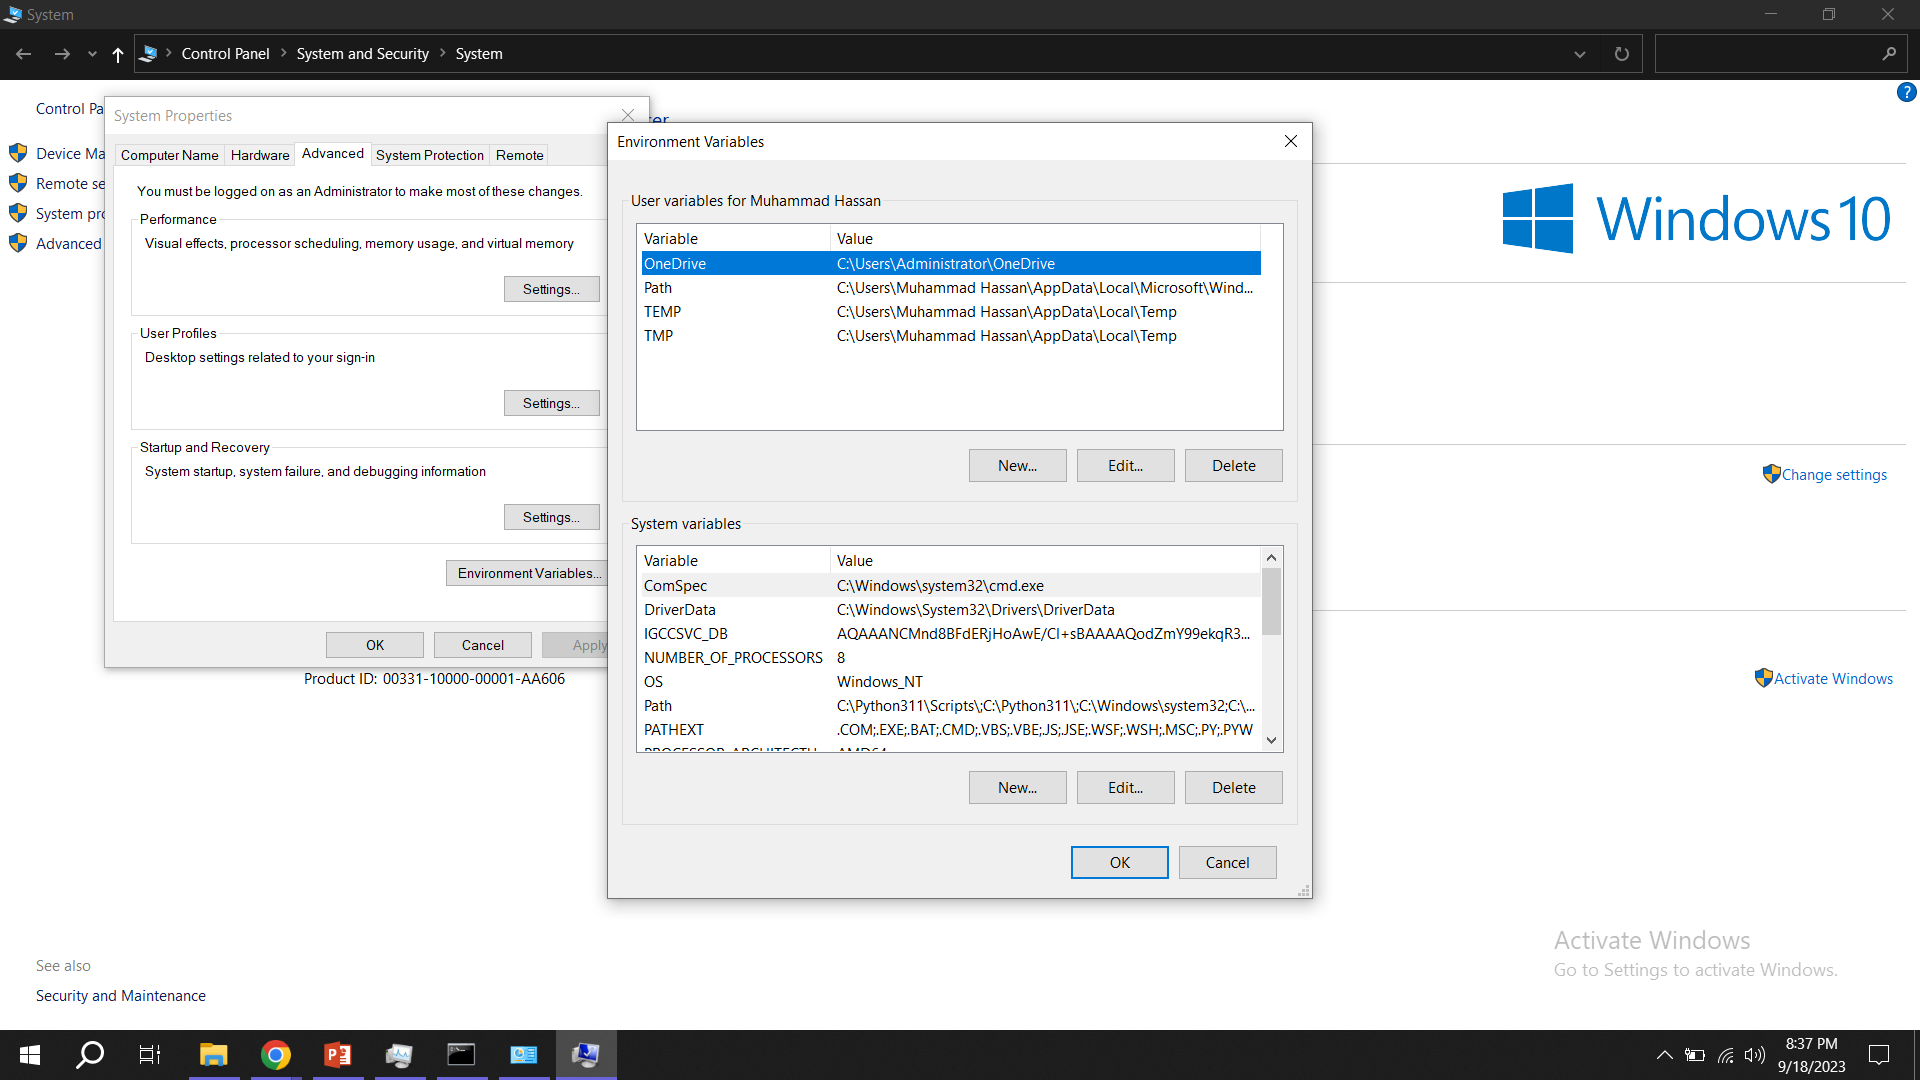 System
Control Panel
System and Security
System
Control Pa
Device Ma
Remote se
System pro
Advanced
System Properties
Computer Name
Hardware
Advanced
System Protection
Remote
You must be logged on as an Administrator to make most of these changes.
Performance
Visual effects, processor scheduling, memory usage, and virtual memory
Settings...
User Profiles
Desktop settings related to your sign-in
Settings...
Startup and Recovery
System startup, system failure, and debugging information
Settings...
Environment Variables...
OK
Cancel
Apply
Product ID: 00331-10000-00001-AA606
Environment Variables
User variables for Muhammad Hassan
Variable Value
OneDrive C:\Users\Administrator\OneDrive
Path C:\Users\Muhammad Hassan\AppData\Local\Microsoft\Wind...
TEMP C:\Users\Muhammad Hassan\AppData\Local\Temp
TMP C:\Users\Muhammad Hassan\AppData\Local\Temp
New... Edit... Delete
System variables
Variable Value
ComSpec C:\Windows\system32\cmd.exe
DriverData C:\Windows\System32\Drivers\DriverData
IGCCSVC_DB AQAAANCMnd8BFdERjHoAwE/Cl+sBAAAAQodZmY99ekqR3...
NUMBER_OF_PROCESSORS 8
OS Windows_NT
Path C:\Python311\Scripts\;C:\Python311\;C:\Windows\system32;C:\...
PATHEXT .COM;.EXE;.BAT;.CMD;.VBS;.VBE;.JS;.JSE;.WSF;.WSH;.MSC;.PY;.PYW
PROCESSOR_ARCHITECTU... AMD64
New... Edit... Delete
OK Cancel
?
Windows 10
Change settings
Activate Windows
Activate Windows
Go to Settings to activate Windows.
See also
Security and Maintenance
8:37 PM
9/18/2023